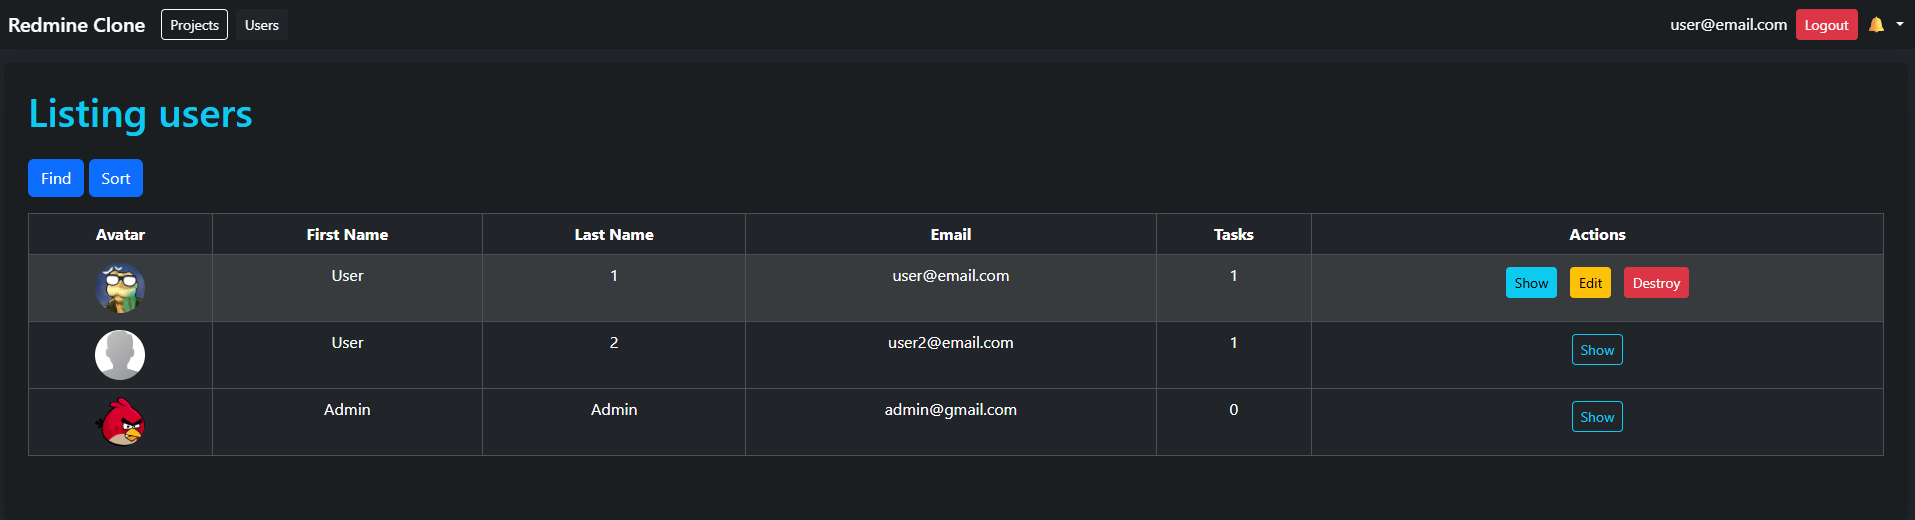 Redmine Clone Projects Users user@email.com Logout
Listing users
Find Sort
Avatar First Name Last Name Email Tasks Actions
User 1 user@email.com 1 Show Edit Destroy
User 2 user2@email.com 1 Show
Admin Admin admin@gmail.com 0 Show